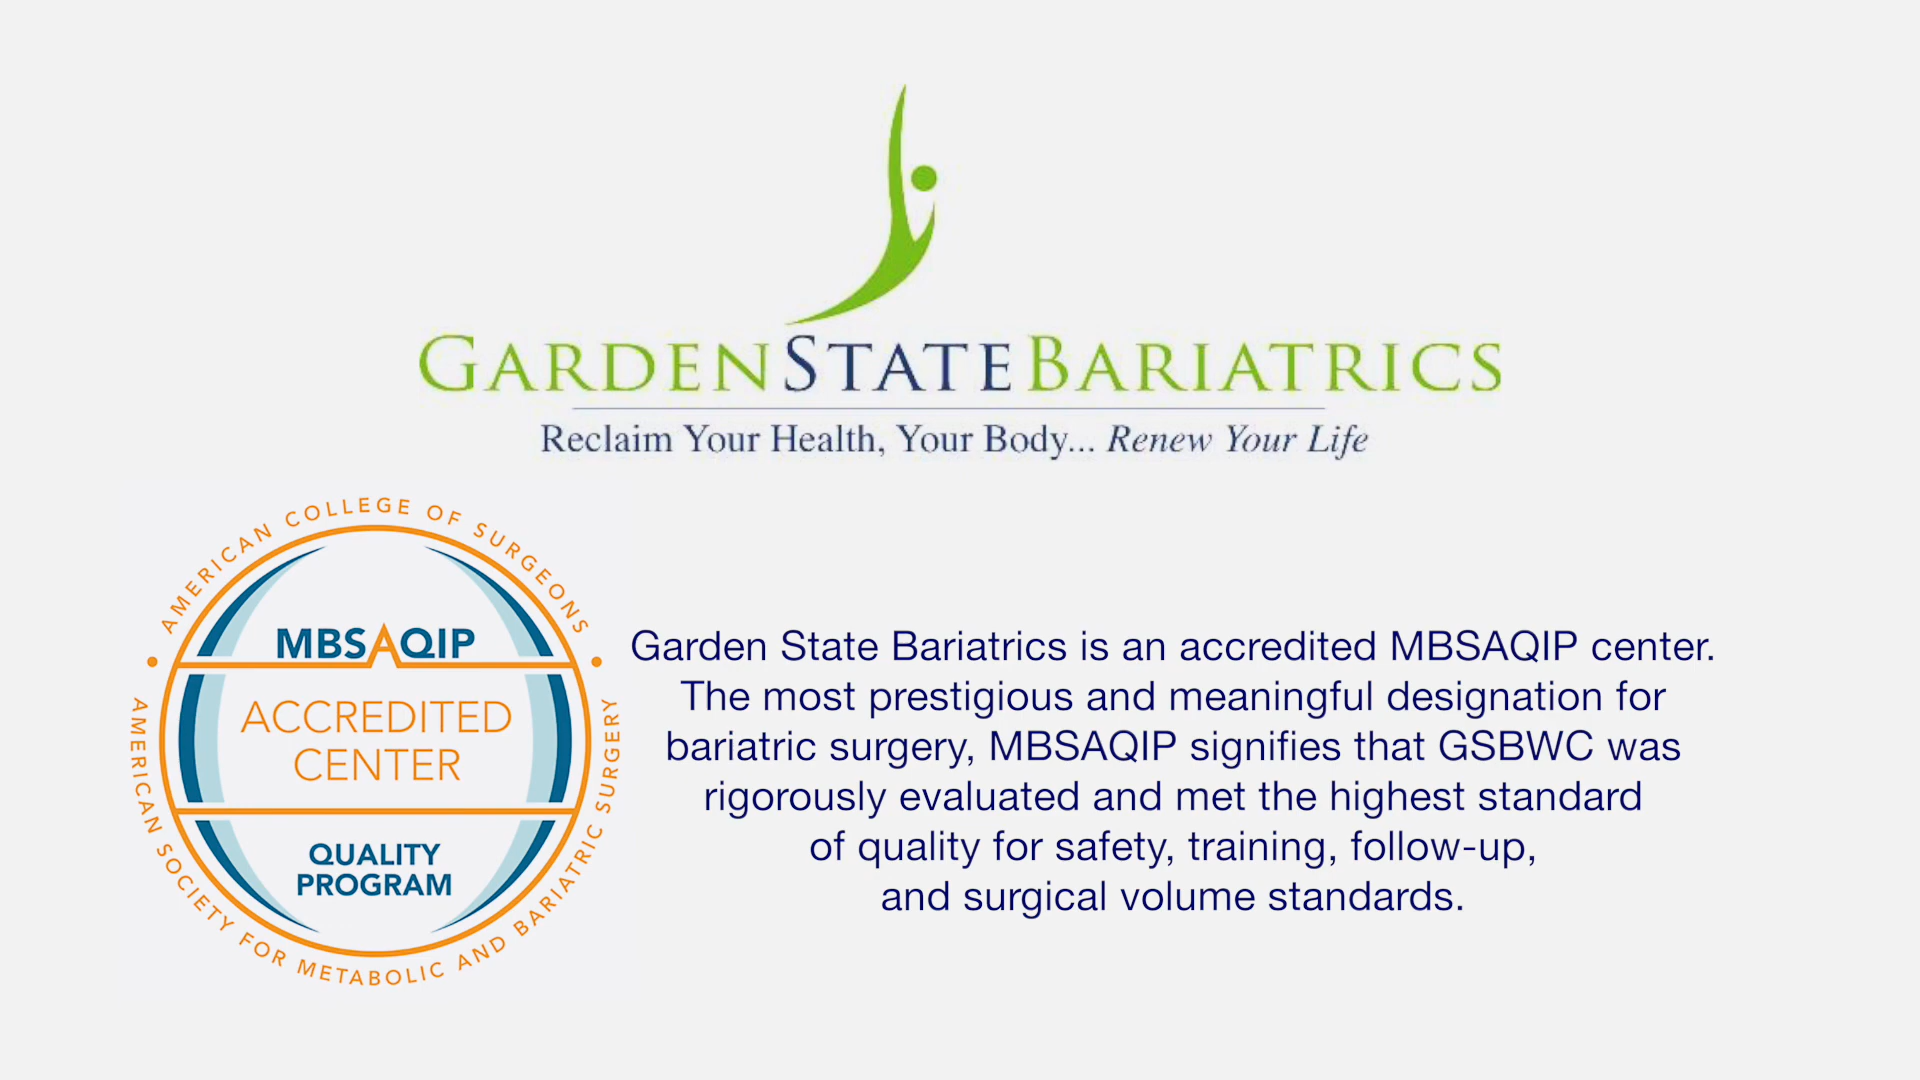 GARDENSTATEBARIATRICS
Reclaim Your Health, Your Body... Renew Your Life
AMERICAN COLLEGE OF SURGEONS
MBSAQIP
ACCREDITED
CENTER
QUALITY
PROGRAM
AMERICAN SOCIETY FOR METABOLIC AND BARIATRIC SURGERY
Garden State Bariatrics is an accredited MBSAQIP center.
The most prestigious and meaningful designation for
bariatric surgery, MBSAQIP signifies that GSBWC was
rigorously evaluated and met the highest standard
of quality for safety, training, follow-up,
and surgical volume standards.